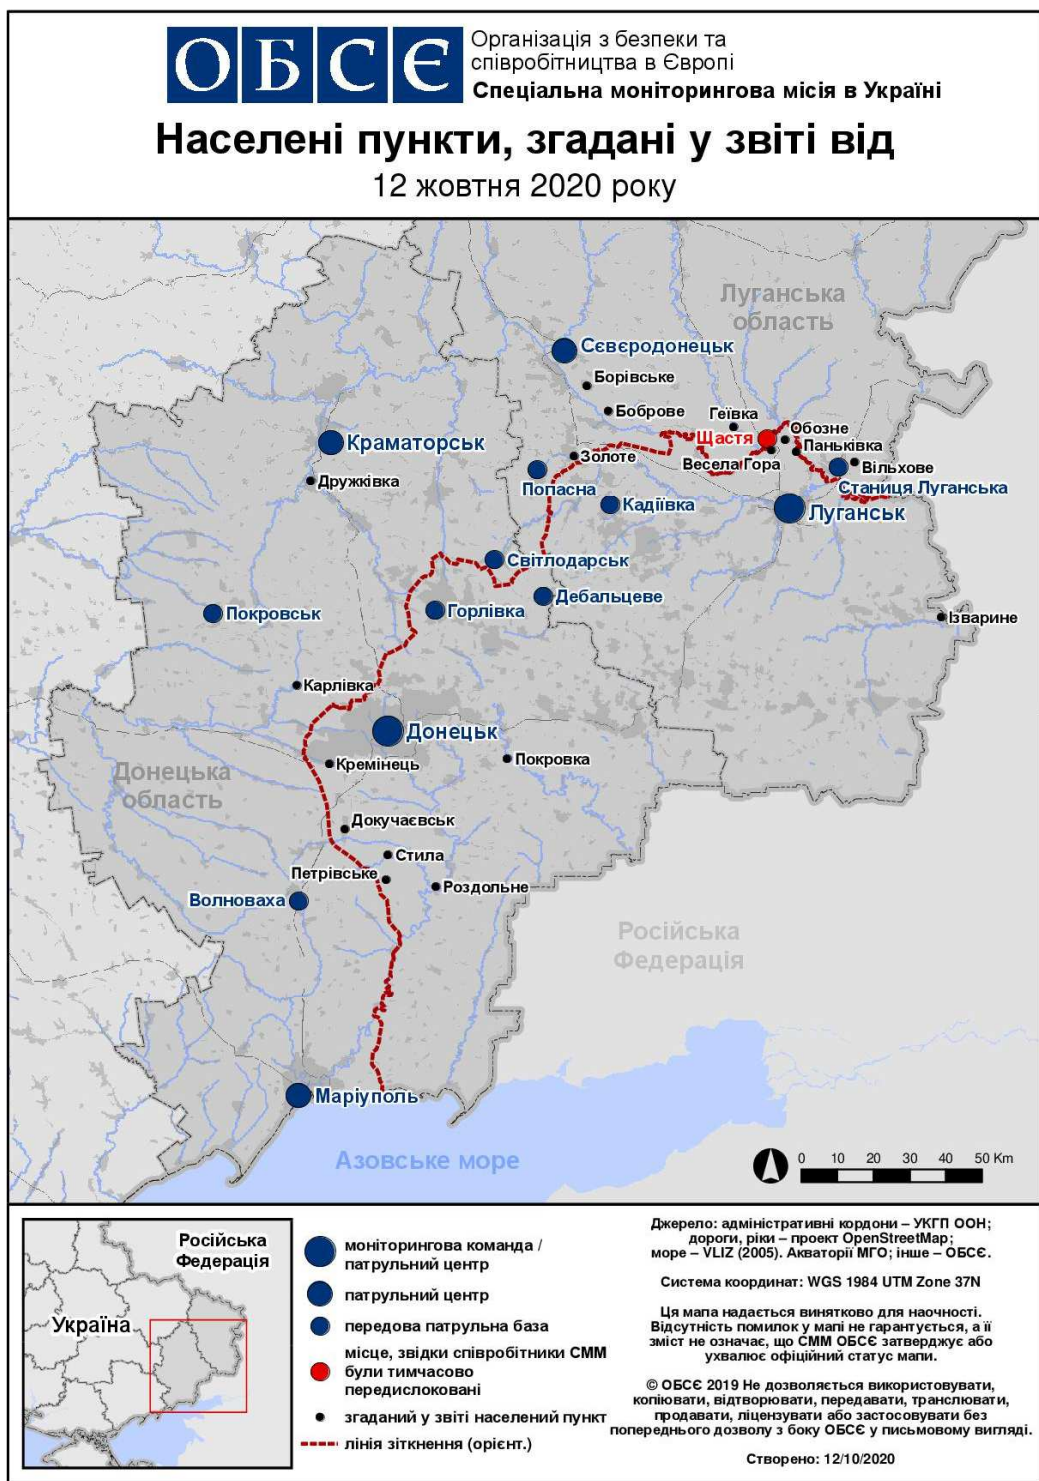 ОБСЄ
Організація з безпеки та
співробітництва в Європі
Спеціальна моніторингова місія в Україні
Населені пункти, згадані у звіті від
12 жовтня 2020 року
Луганська
область
Сєвєродонецьк
Борівське
Боброве
Геївка
Обозне
Щастя
Паньківка
Краматорськ
Золоте
Весела Гора
Вільхове
Дружківка
Попасна
Станиця Луганська
Кадіївка
Луганськ
Світлодарськ
Дебальцеве
Покровськ
Горлівка
Ізварине
Карлівка
Донецьк
Кремінець
Покровка
Донецька
область
Докучаєвськ
Стила
Петрівське
Роздольне
Волноваха
Російська
Федерація
Маріуполь
Азовське море
0 10 20 30 40 50 Km
Російська
Федерація
Україна
моніторингова команда /
патрульний центр
патрульний центр
передова патрульна база
місце, звідки співробітники СММ
були тимчасово
передислоковані
згаданий у звіті населений пункт
лінія зіткнення (орієнт.)
Джерело: адміністративні кордони – УКГП ООН;
дороги, ріки – проект OpenStreetMap;
море – VLIZ (2005). Акваторії МГО; інше – ОБСЄ.
Система координат: WGS 1984 UTM Zone 37N
Ця мапа надається винятково для наочності.
Відсутність помилок у мапі не гарантується, а її
зміст не означає, що СММ ОБСЄ затверджує або
ухвалює офіційний статус мапи.
© ОБСЄ 2019 Не дозволяється використовувати,
копіювати, відтворювати, передавати, транслювати,
продавати, ліцензувати або застосовувати без
попереднього дозволу з боку ОБСЄ у письмовому вигляді.
Створено: 12/10/2020